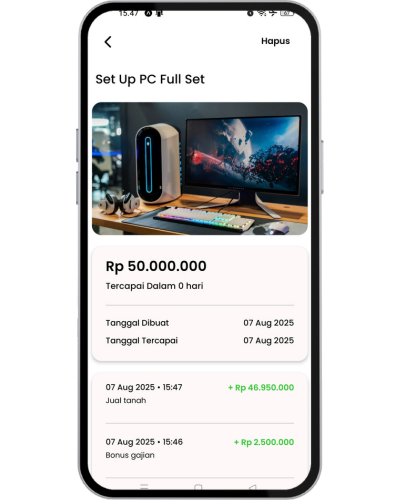 15.47
Hapus
Set Up PC Full Set
Rp 50.000.000
Tercapai Dalam 0 hari
Tanggal Dibuat 07 Aug 2025
Tanggal Tercapai 07 Aug 2025
07 Aug 2025 • 15:47 + Rp 46.950.000
Jual tanah
07 Aug 2025 • 15:46 + Rp 2.500.000
Bonus gajian